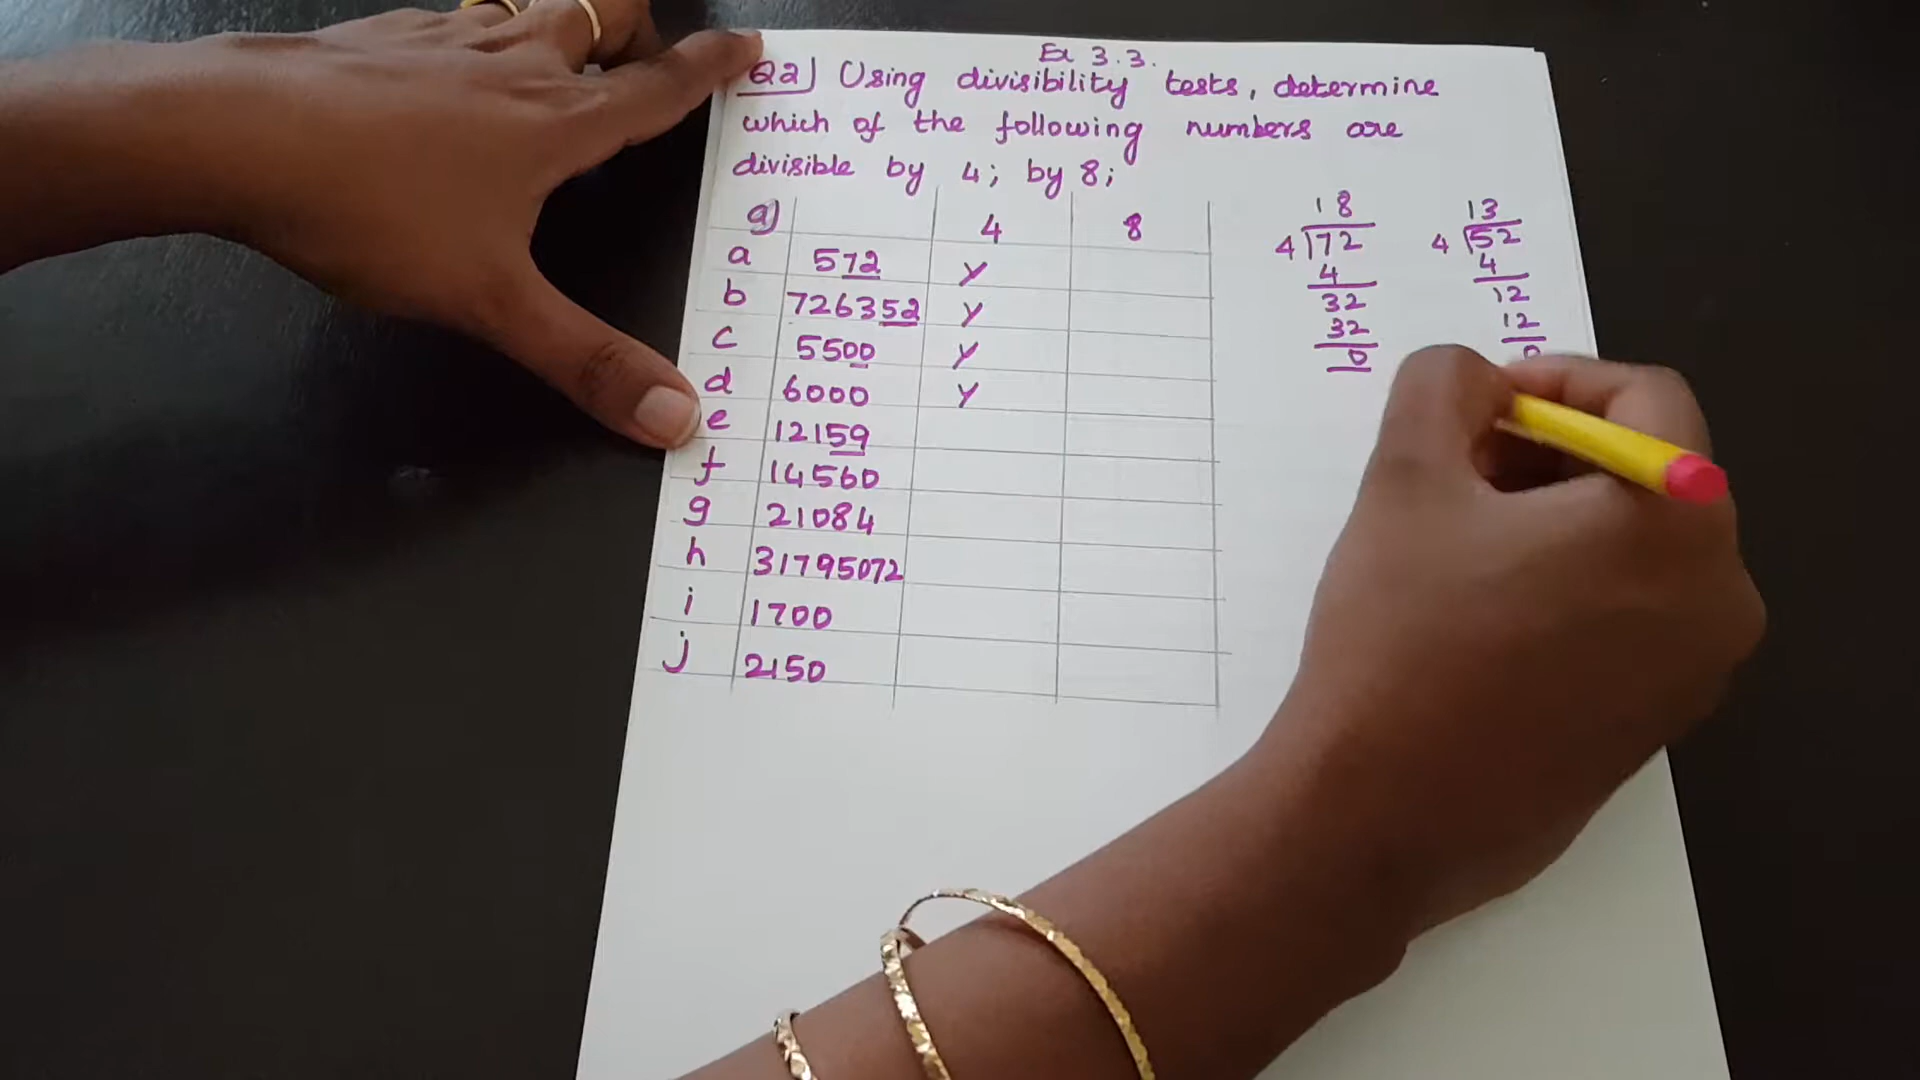 Ex 3.3.
Q2) Using divisibility tests, determine
which of the following numbers are
divisible by 4; by 8;
a) 4 8
a 572 y
b 726352 y
c 5500 y
d 6000 y
e 12159
f 14560
g 21084
h 31795072
i 1700
j 2150
18
4)72
4
32
32
0
13
4)52
4
12
12
0